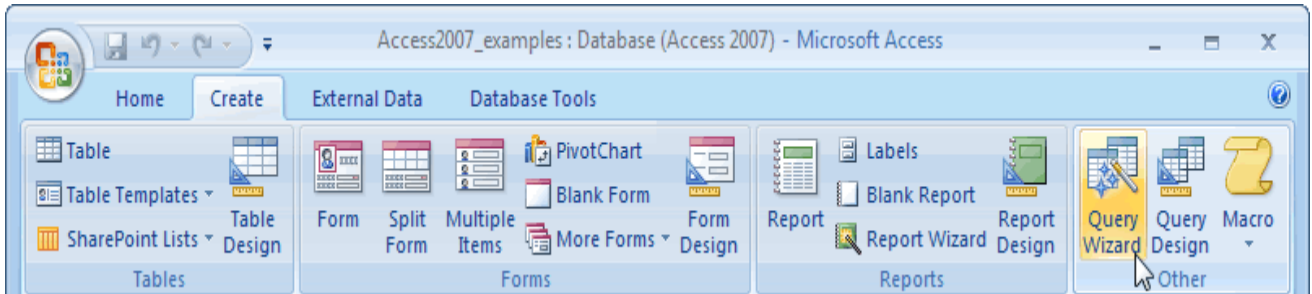 Access2007_examples : Database (Access 2007) - Microsoft Access
Home Create External Data Database Tools
Table
Table Templates
SharePoint Lists
Table
Design
Tables
Form
Split
Form
Multiple
Items
PivotChart
Blank Form
More Forms
Form
Design
Forms
Report
Labels
Blank Report
Report Wizard
Report
Design
Reports
Query
Wizard
Query
Design
Macro
Other